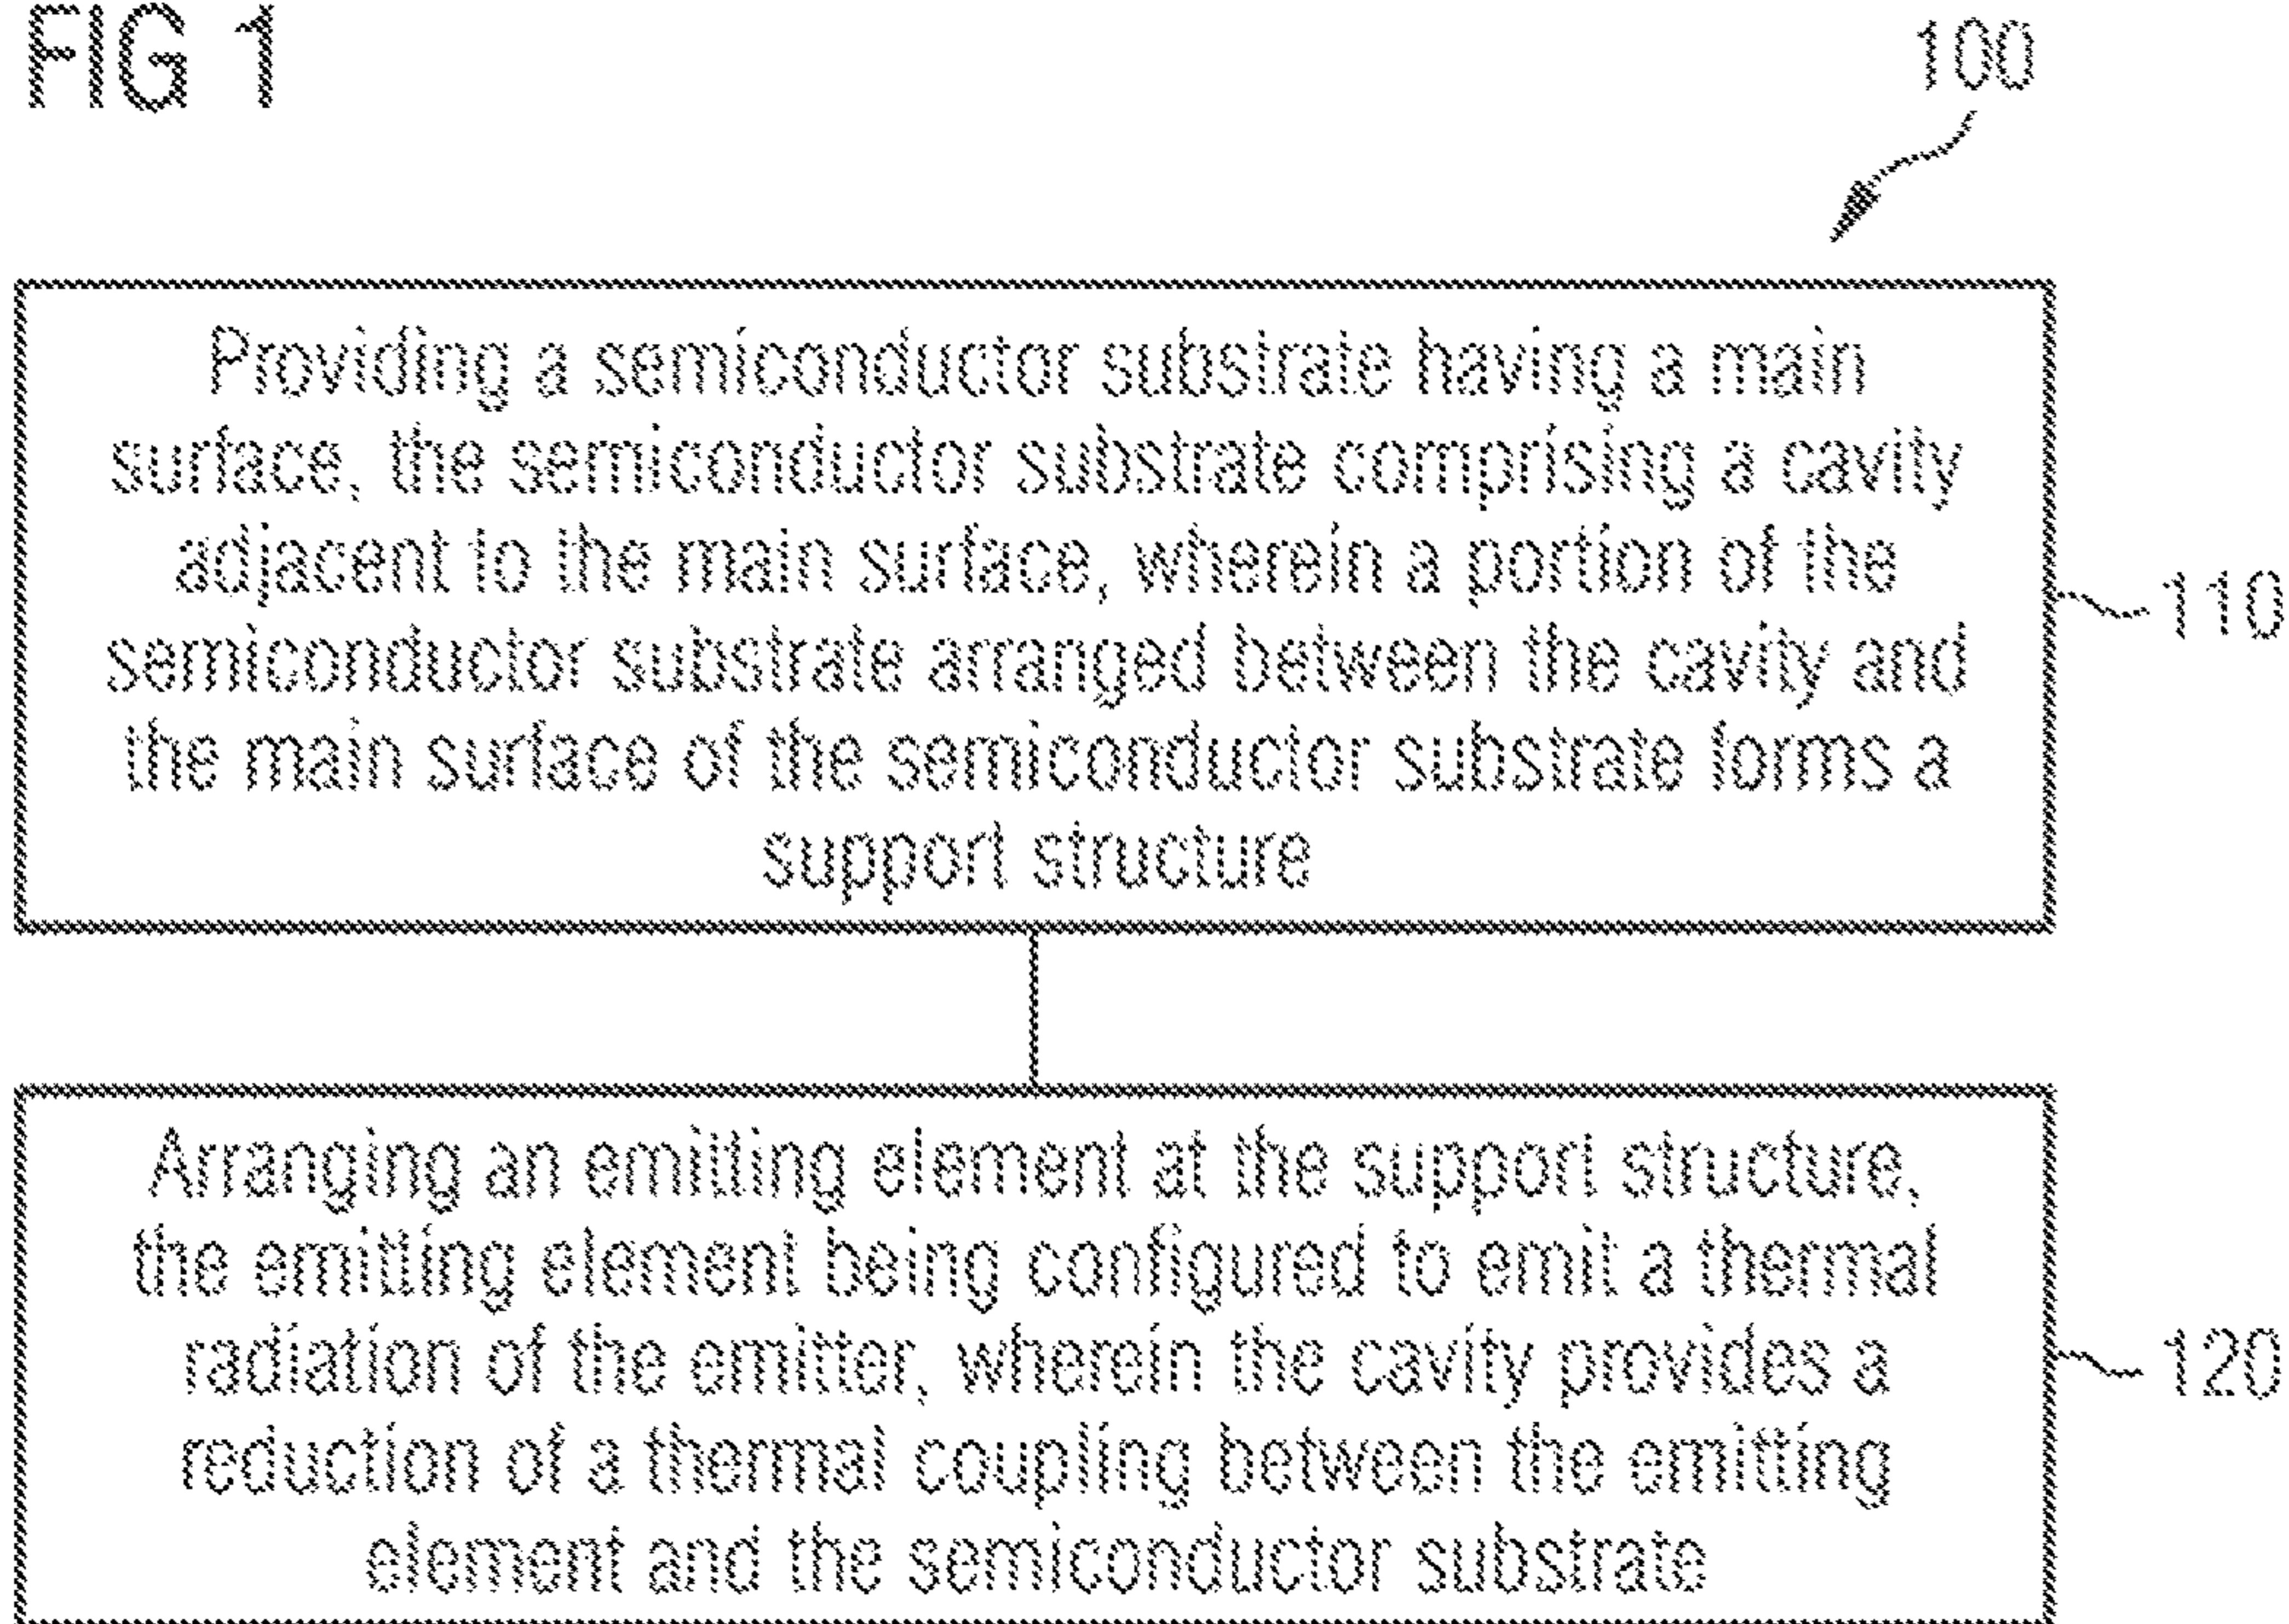 FIG 1
100
Providing a semiconductor substrate having a main
surface, the semiconductor substrate comprising a cavity
adjacent to the main surface, wherein a portion of the
semiconductor substrate arranged between the cavity and
the main surface of the semiconductor substrate forms a
support structure
110
Arranging an emitting element at the support structure,
the emitting element being configured to emit a thermal
radiation of the emitter, wherein the cavity provides a
reduction of a thermal coupling between the emitting
element and the semiconductor substrate
120